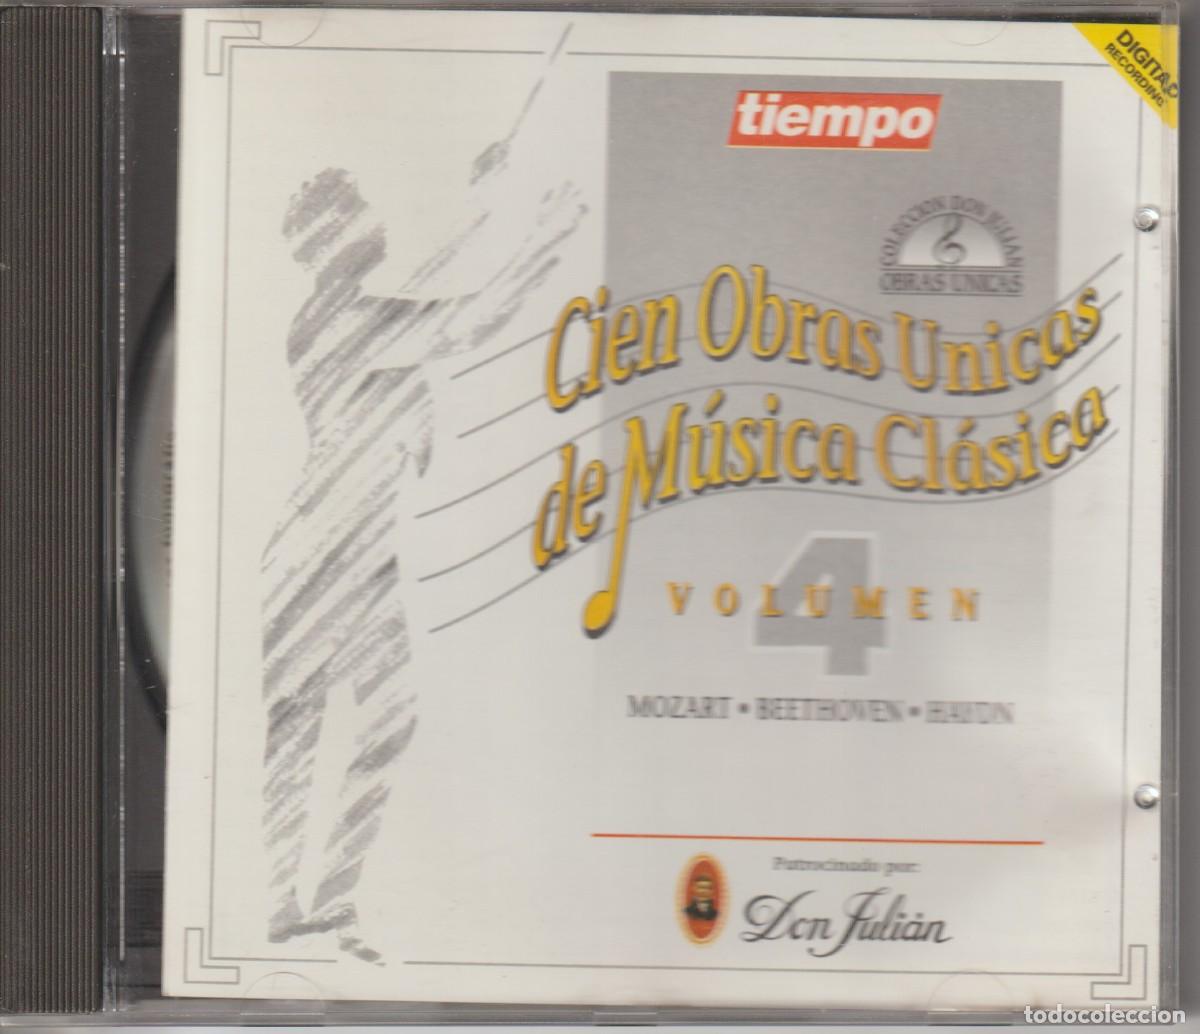 DIGITAL
RECORDING
tiempo
COLECCION DON JULIAN
OBRAS UNICAS
Cien Obras Unicas
de Música Clásica
4
VOLUMEN
MOZART • BEETHOVEN • HAYDN
Patrocinado por:
Don Julián
todocoleccion